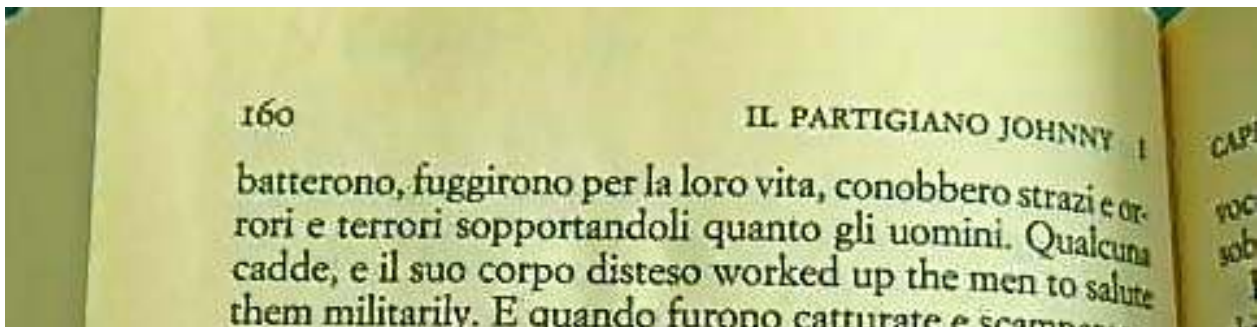 160
IL PARTIGIANO JOHNNY I
batterono, fuggirono per la loro vita, conobbero strazi e or-
rori e terrori sopportandoli quanto gli uomini. Qualcuna
cadde, e il suo corpo disteso worked up the men to salute
them militarily. E quando furono catturate e